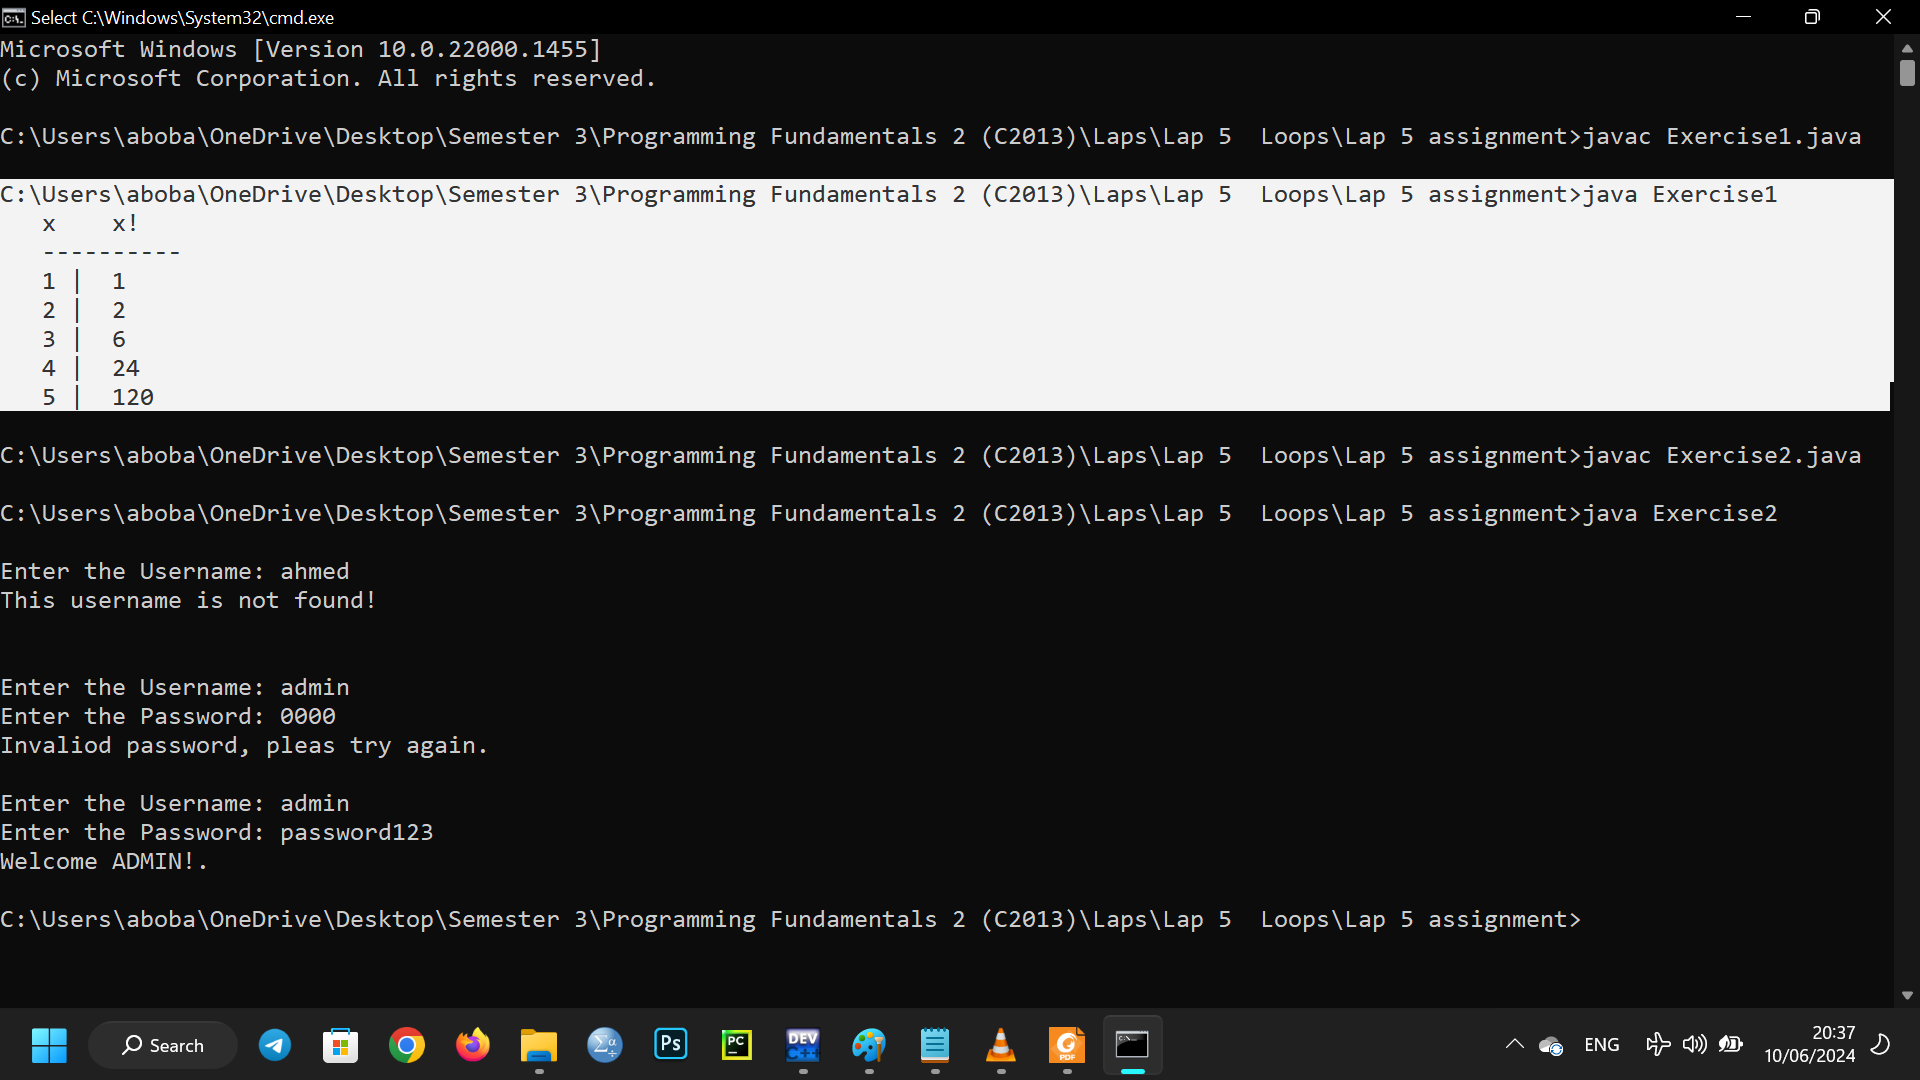 Select C:\Windows\System32\cmd.exe
Microsoft Windows [Version 10.0.22000.1455]
(c) Microsoft Corporation. All rights reserved.
C:\Users\aboba\OneDrive\Desktop\Semester 3\Programming Fundamentals 2 (C2013)\Laps\Lap 5  Loops\Lap 5 assignment>javac Exercise1.java
C:\Users\aboba\OneDrive\Desktop\Semester 3\Programming Fundamentals 2 (C2013)\Laps\Lap 5  Loops\Lap 5 assignment>java Exercise1
   x    x!
   ----------
   1 |  1
   2 |  2
   3 |  6
   4 |  24
   5 |  120
C:\Users\aboba\OneDrive\Desktop\Semester 3\Programming Fundamentals 2 (C2013)\Laps\Lap 5  Loops\Lap 5 assignment>javac Exercise2.java
C:\Users\aboba\OneDrive\Desktop\Semester 3\Programming Fundamentals 2 (C2013)\Laps\Lap 5  Loops\Lap 5 assignment>java Exercise2
Enter the Username: ahmed
This username is not found!
Enter the Username: admin
Enter the Password: 0000
Invaliod password, pleas try again.
Enter the Username: admin
Enter the Password: password123
Welcome ADMIN!.
C:\Users\aboba\OneDrive\Desktop\Semester 3\Programming Fundamentals 2 (C2013)\Laps\Lap 5  Loops\Lap 5 assignment>
Search
Ps
PC
DEV
C++
PDF
ENG
20:37
10/06/2024